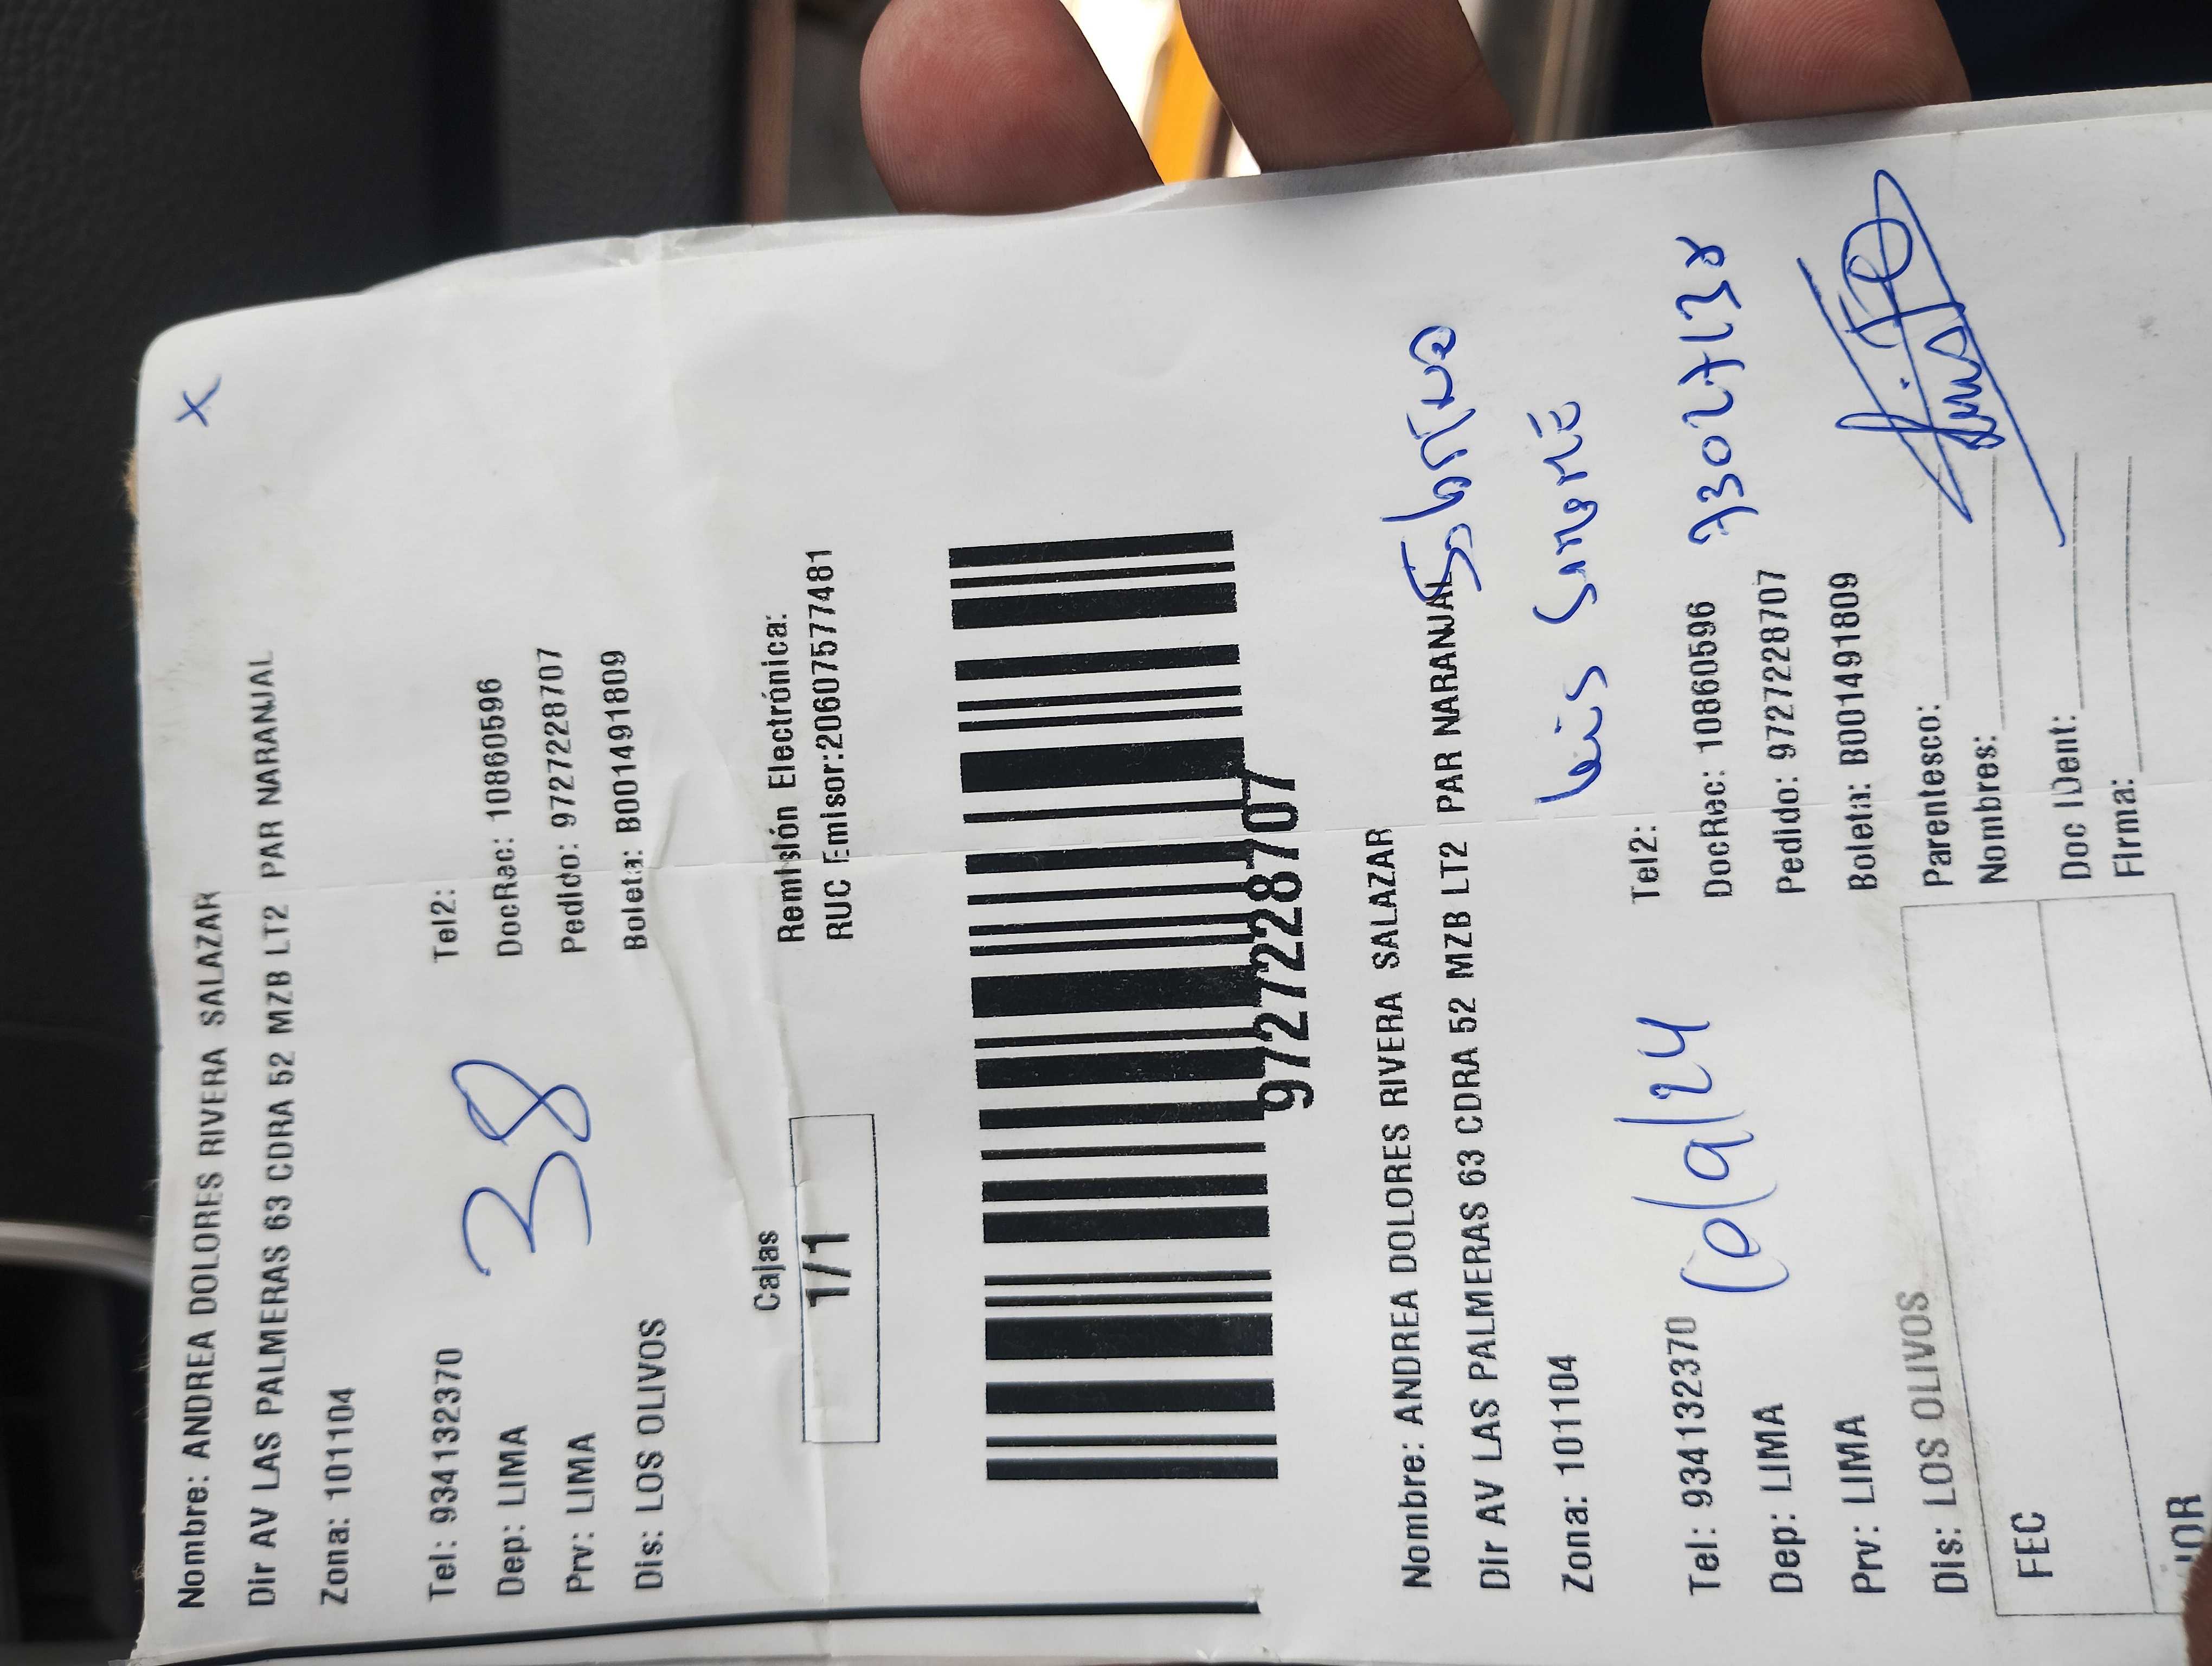 X
Nombre: ANDREA DOLORES RIVERA SALAZAR
Dir AV LAS PALMERAS 63 CDRA 52 MZB LT2 PAR NARANJAL
Zona: 101104
Tel: 934132370 Tel2:
Dep: LIMA 38 DocRec: 10860596
Prv: LIMA Pedido: 9727228707
Dis: LOS OLIVOS Boleta: B001491809
Cajas Remisión Electrónica:
1/1 RUC Emisor:20607577481
9727228707
Nombre: ANDREA DOLORES RIVERA SALAZAR
Dir AV LAS PALMERAS 63 CDRA 52 MZB LT2 PAR NARANJAL Sobrino
Zona: 101104 Luis
Tel: 934132370 Tel2:
Dep: LIMA DocRec: 10860596
Prv: LIMA Pedido: 9727228707
Dis: LOS OLIVOS Boleta: B001491809
Parentesco:
FEC Nombres:
Doc IDent:
Firma: